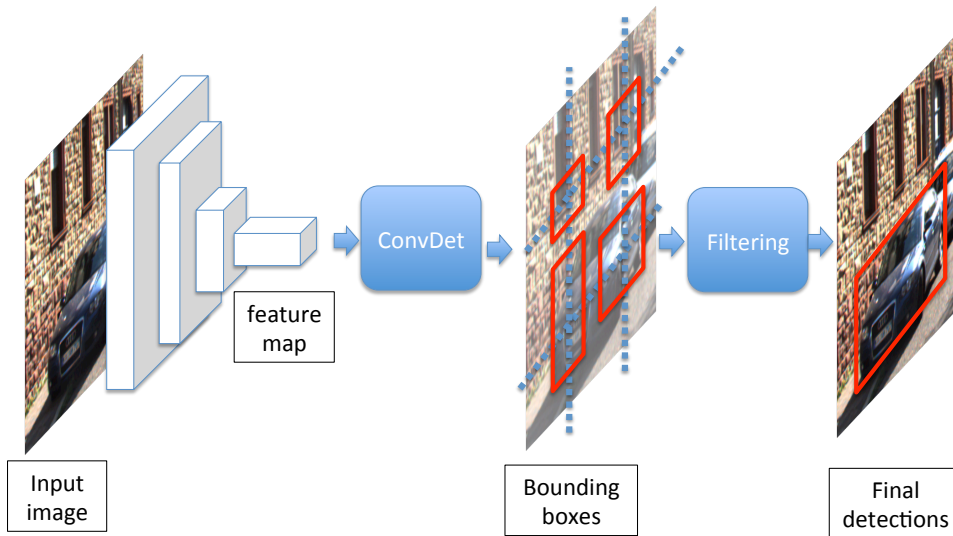 ConvDet
Filtering
feature
map
Input
image
Bounding
boxes
Final
detections